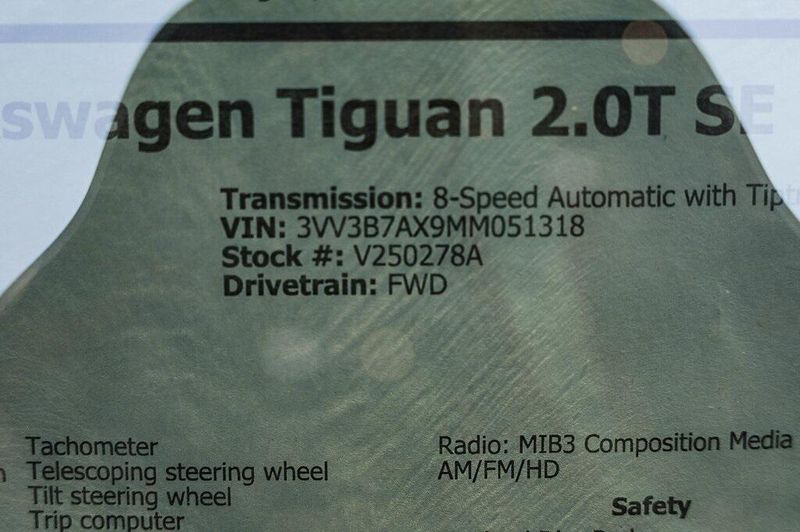 swagen Tiguan 2.0T SE
Transmission: 8-Speed Automatic with Tipt
VIN: 3VV3B7AX9MM051318
Stock #: V250278A
Drivetrain: FWD
Tachometer
Telescoping steering wheel
Tilt steering wheel
Trip computer
Radio: MIB3 Composition Media
AM/FM/HD
Safety